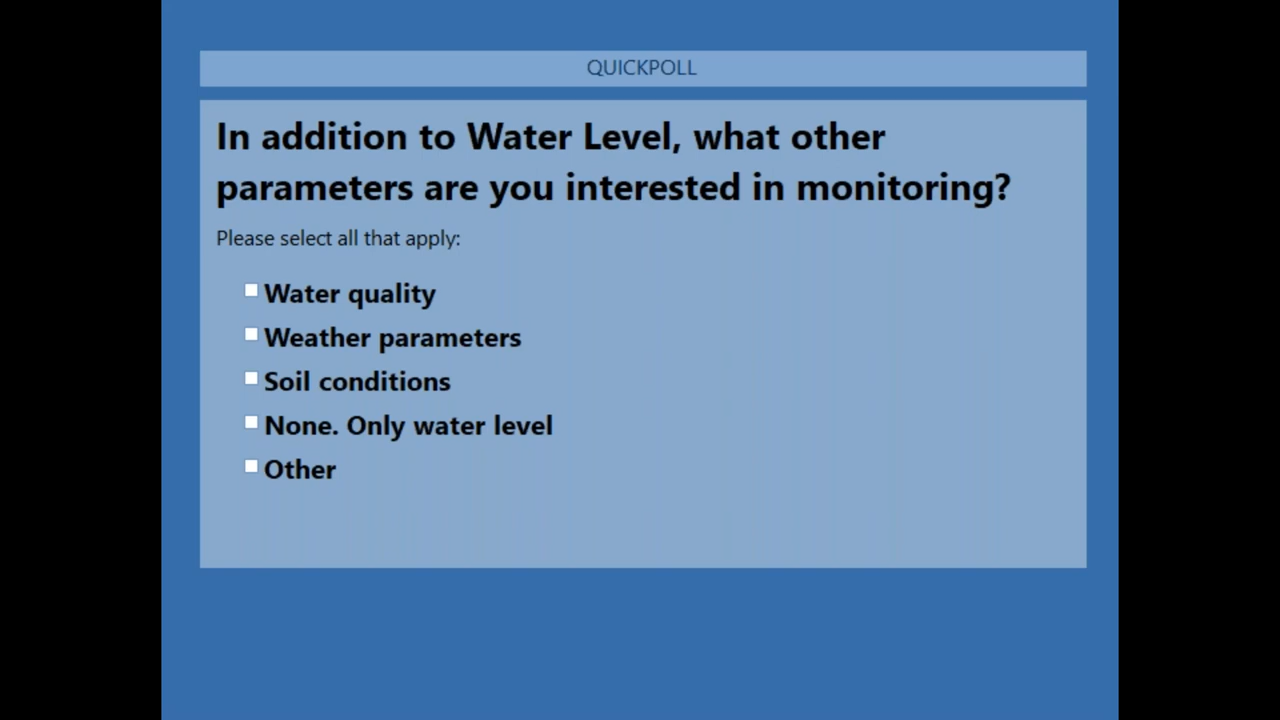 QUICKPOLL
In addition to Water Level, what other
parameters are you interested in monitoring?
Please select all that apply:
Water quality
Weather parameters
Soil conditions
None. Only water level
Other